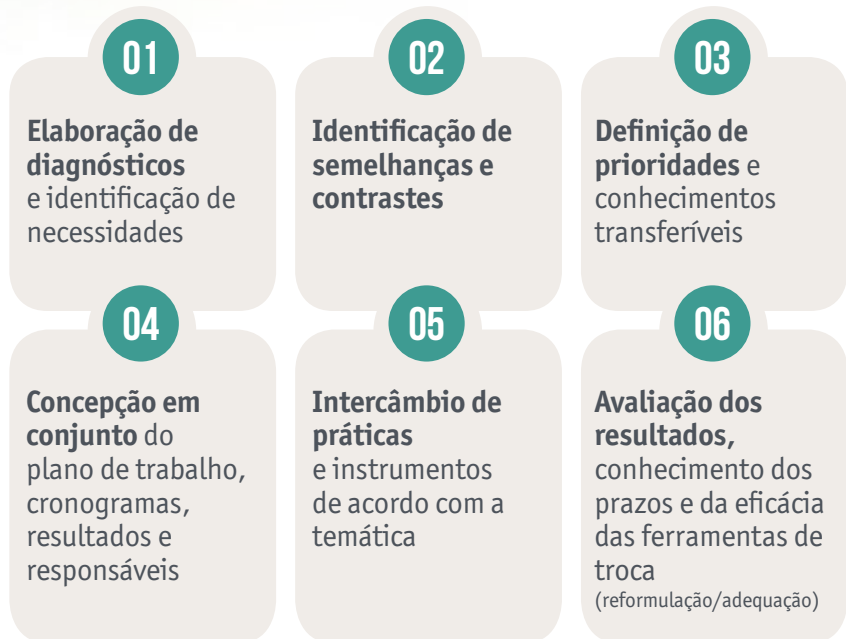 01
Elaboração de
diagnósticos
e identificação de
necessidades
02
Identificação de
semelhanças e
contrastes
03
Definição de
prioridades e
conhecimentos
transferíveis
04
Concepção em
conjunto do
plano de trabalho,
cronogramas,
resultados e
responsáveis
05
Intercâmbio de
práticas
e instrumentos
de acordo com a
temática
06
Avaliação dos
resultados,
conhecimento dos
prazos e da eficácia
das ferramentas de
troca
(reformulação/adequação)